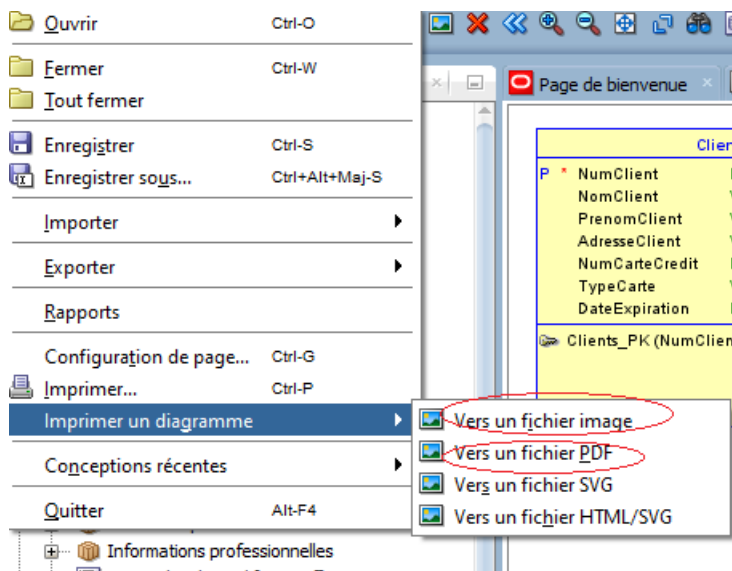 Ouvrir Ctrl-O
Fermer Ctrl-W
Tout fermer
Enregistrer Ctrl-S
Enregistrer sous... Ctrl+Alt+Maj-S
Importer
Exporter
Rapports
Configuration de page... Ctrl-G
Imprimer... Ctrl-P
Imprimer un diagramme
Conceptions récentes
Quitter Alt-F4
Vers un fichier image
Vers un fichier PDF
Vers un fichier SVG
Vers un fichier HTML/SVG
Informations professionnelles
Page de bienvenue
Clien
P * NumClient
NomClient
PrenomClient
AdresseClient
NumCarteCredit
TypeCarte
DateExpiration
Clients_PK (NumClien